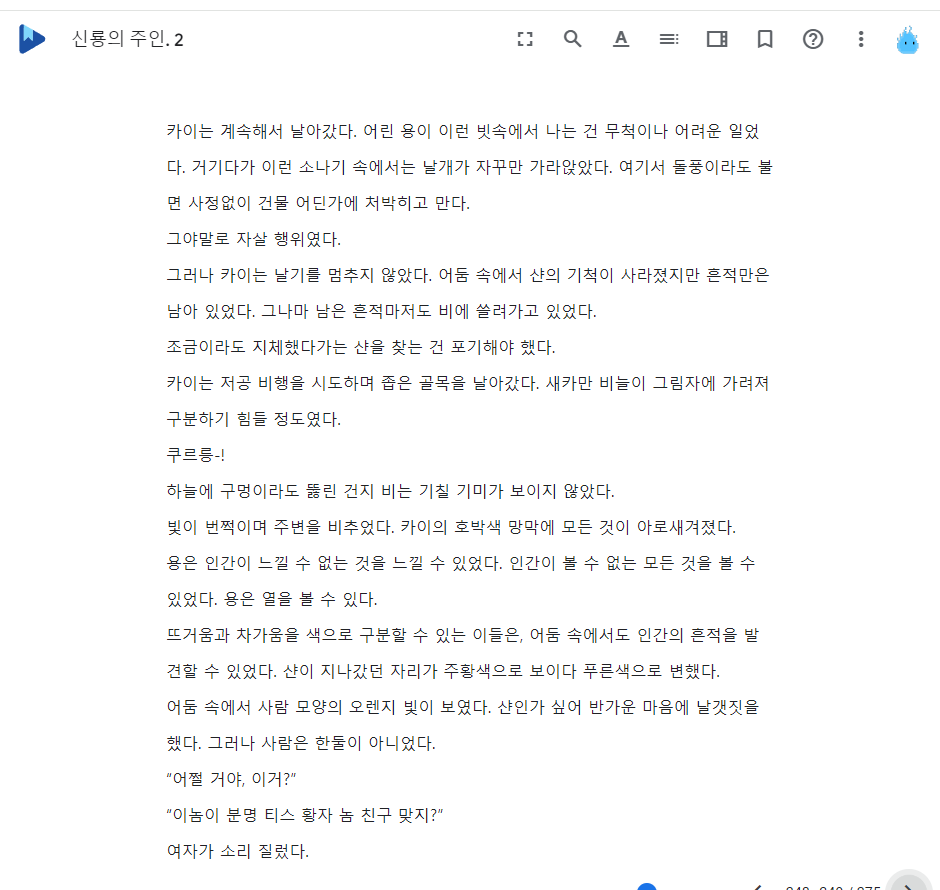 신룡의 주인. 2
카이는 계속해서 날아갔다. 어린 용이 이런 빗속에서 나는 건 무척이나 어려운 일었
다. 거기다가 이런 소나기 속에서는 날개가 자꾸만 가라앉았다. 여기서 돌풍이라도 불
면 사정없이 건물 어딘가에 처박히고 만다.
그야말로 자살 행위였다.
그러나 카이는 날기를 멈추지 않았다. 어둠 속에서 샨의 기척이 사라졌지만 흔적만은
남아 있었다. 그나마 남은 흔적마저도 비에 쓸려가고 있었다.
조금이라도 지체했다가는 샨을 찾는 건 포기해야 했다.
카이는 저공 비행을 시도하며 좁은 골목을 날아갔다. 새카만 비늘이 그림자에 가려져
구분하기 힘들 정도였다.
쿠르릉-!
하늘에 구멍이라도 뚫린 건지 비는 기칠 기미가 보이지 않았다.
빛이 번쩍이며 주변을 비추었다. 카이의 호박색 망막에 모든 것이 아로새겨졌다.
용은 인간이 느낄 수 없는 것을 느낄 수 있었다. 인간이 볼 수 없는 모든 것을 볼 수
있었다. 용은 열을 볼 수 있다.
뜨거움과 차가움을 색으로 구분할 수 있는 이들은, 어둠 속에서도 인간의 흔적을 발
견할 수 있었다. 샨이 지나갔던 자리가 주황색으로 보이다 푸른색으로 변했다.
어둠 속에서 사람 모양의 오렌지 빛이 보였다. 샨인가 싶어 반가운 마음에 날갯짓을
했다. 그러나 사람은 한둘이 아니었다.
“어쩔 거야, 이거?”
“이놈이 분명 티스 황자 놈 친구 맞지?”
여자가 소리 질렀다.